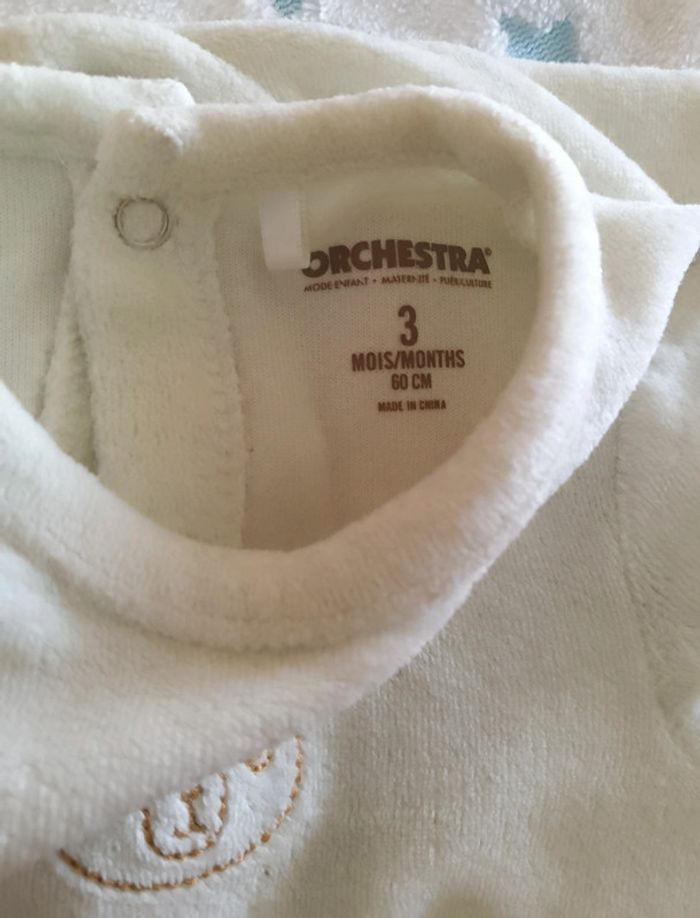 ORCHESTRA®
MODE ENFANT • MATERNITÉ • PUÉRICULTURE
3
MOIS/MONTHS
60 CM
MADE IN CHINA